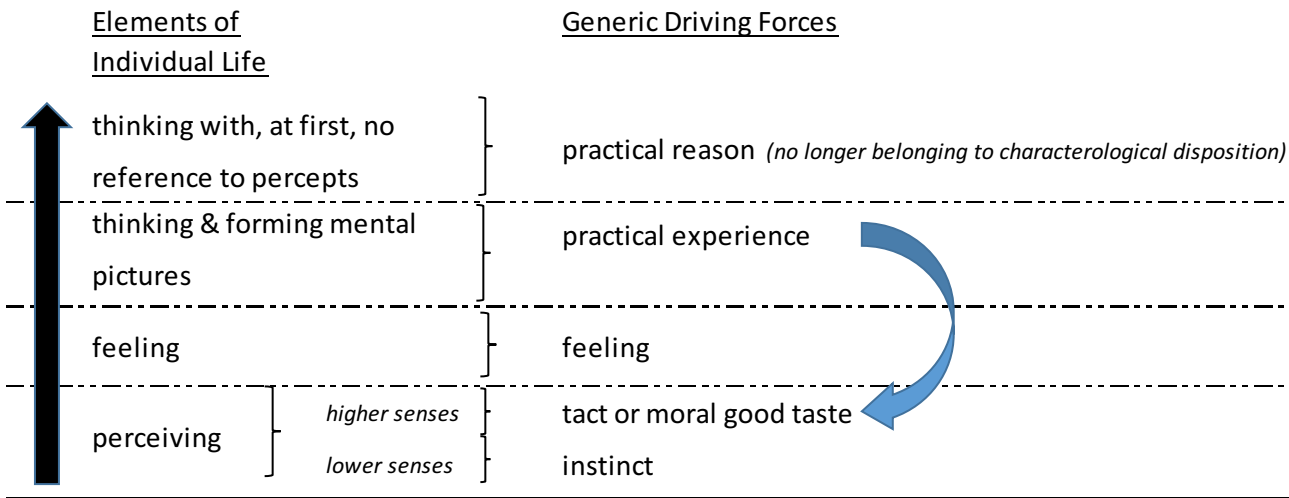 Elements of
Individual Life
Generic Driving Forces
thinking with, at first, no
reference to percepts
practical reason (no longer belonging to characterological disposition)
thinking & forming mental
pictures
practical experience
feeling
feeling
perceiving
higher senses
tact or moral good taste
lower senses
instinct